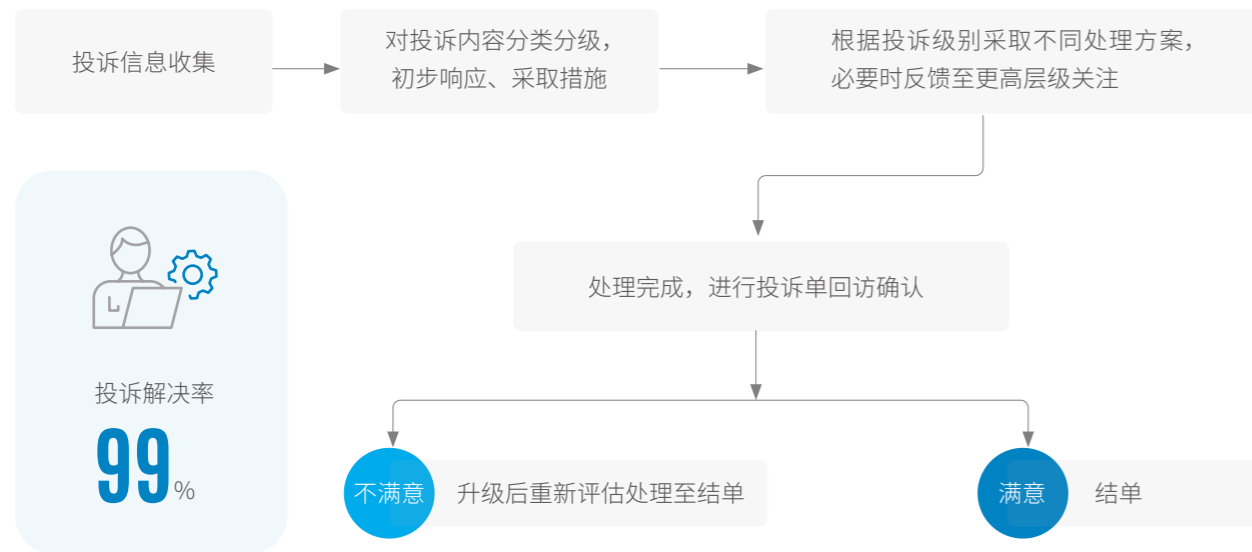 投诉信息收集
对投诉内容分类分级，
初步响应、采取措施
根据投诉级别采取不同处理方案，
必要时反馈至更高层级关注
处理完成，进行投诉单回访确认
投诉解决率
99%
不满意
升级后重新评估处理至结单
满意
结单